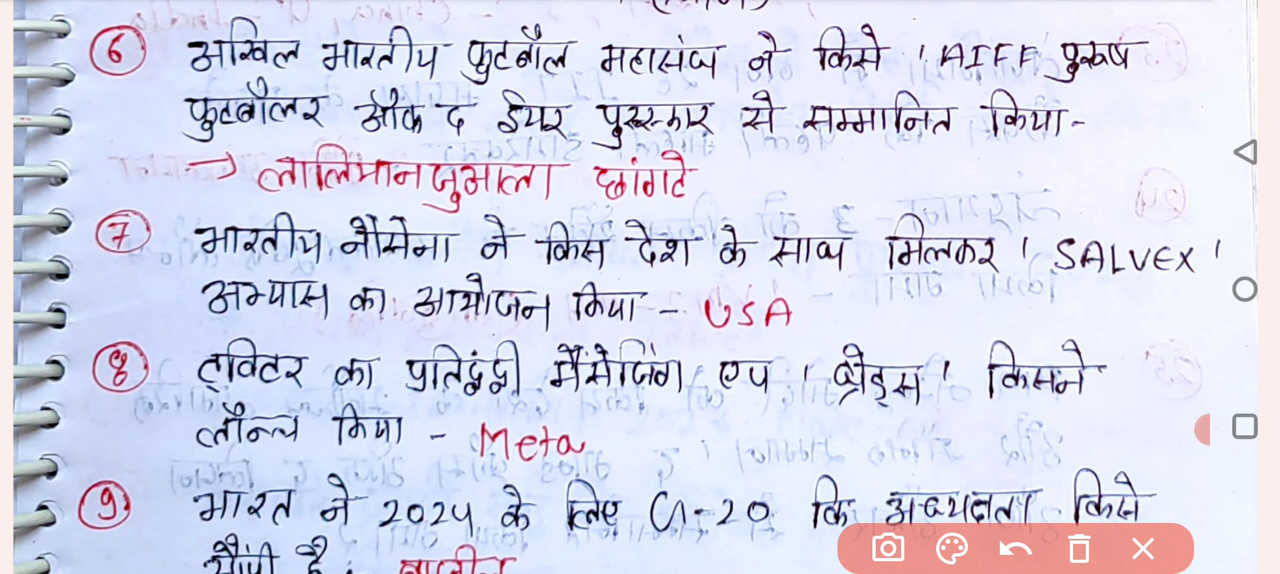 6 अखिल भारतीय फुटबौल महासंघ ने किसे 'AIFF पुरुष
फुटबौलर ऑफ द ईयर पुरस्कार से सम्मानित किया-
→ लालियानजुआला छांगटे
7 भारतीय नौसेना ने किस देश के साथ मिलकर 'SALVEX'
अभ्यास का आयोजन किया - USA
8 ट्विटर का प्रतिद्वंद्वी मैसेजिंग एप 'थ्रेड्स' किसने
लॉन्च किया - Meta
9 भारत ने 2024 के लिए G-20 कि अध्यक्षता किसे
सौंपी है : ब्राजील